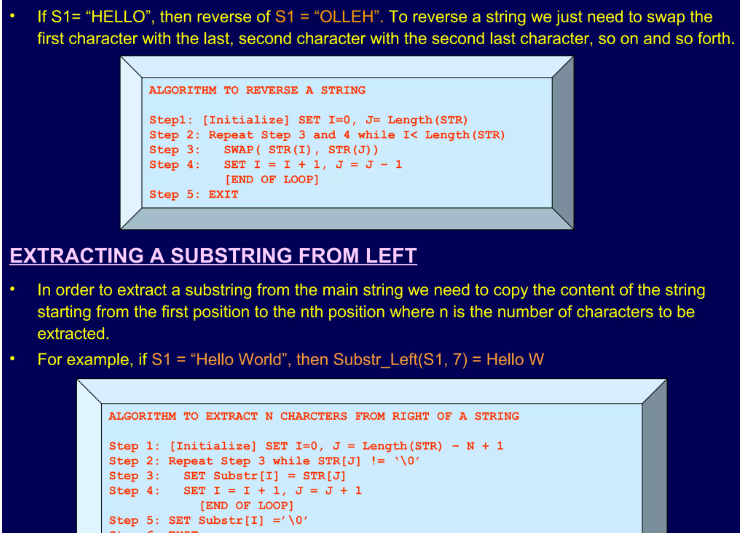 • If S1= “HELLO”, then reverse of S1 = “OLLEH”. To reverse a string we just need to swap the
first character with the last, second character with the second last character, so on and so forth.
ALGORITHM TO REVERSE A STRING
Step1: [Initialize] SET I=0, J= Length(STR)
Step 2: Repeat Step 3 and 4 while I< Length(STR)
Step 3: SWAP( STR(I), STR(J))
Step 4: SET I = I + 1, J = J – 1
[END OF LOOP]
Step 5: EXIT
EXTRACTING A SUBSTRING FROM LEFT
• In order to extract a substring from the main string we need to copy the content of the string
starting from the first position to the nth position where n is the number of characters to be
extracted.
• For example, if S1 = “Hello World”, then Substr_Left(S1, 7) = Hello W
ALGORITHM TO EXTRACT N CHARCTERS FROM RIGHT OF A STRING
Step 1: [Initialize] SET I=0, J = Length(STR) – N + 1
Step 2: Repeat Step 3 while STR[J] != ‘\0’
Step 3: SET Substr[I] = STR[J]
Step 4: SET I = I + 1, J = J + 1
[END OF LOOP]
Step 5: SET Substr[I] =’\0’